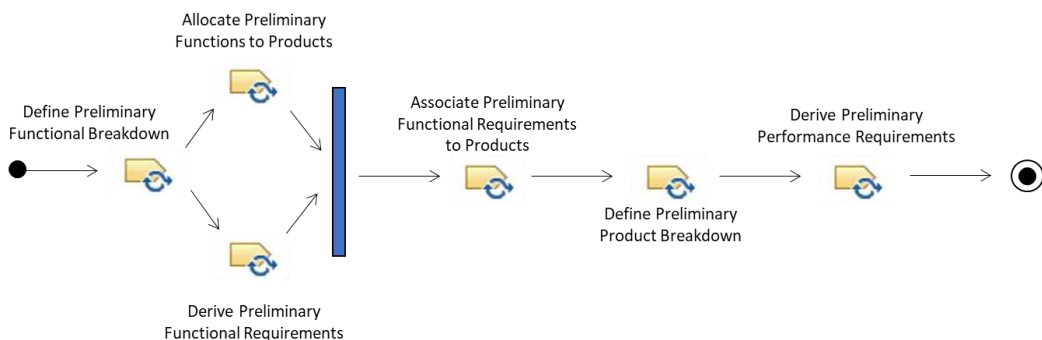 Allocate Preliminary
Functions to Products
Define Preliminary
Functional Breakdown
Associate Preliminary
Functional Requirements
to Products
Derive Preliminary
Performance Requirements
Define Preliminary
Product Breakdown
Derive Preliminary
Functional Requirements